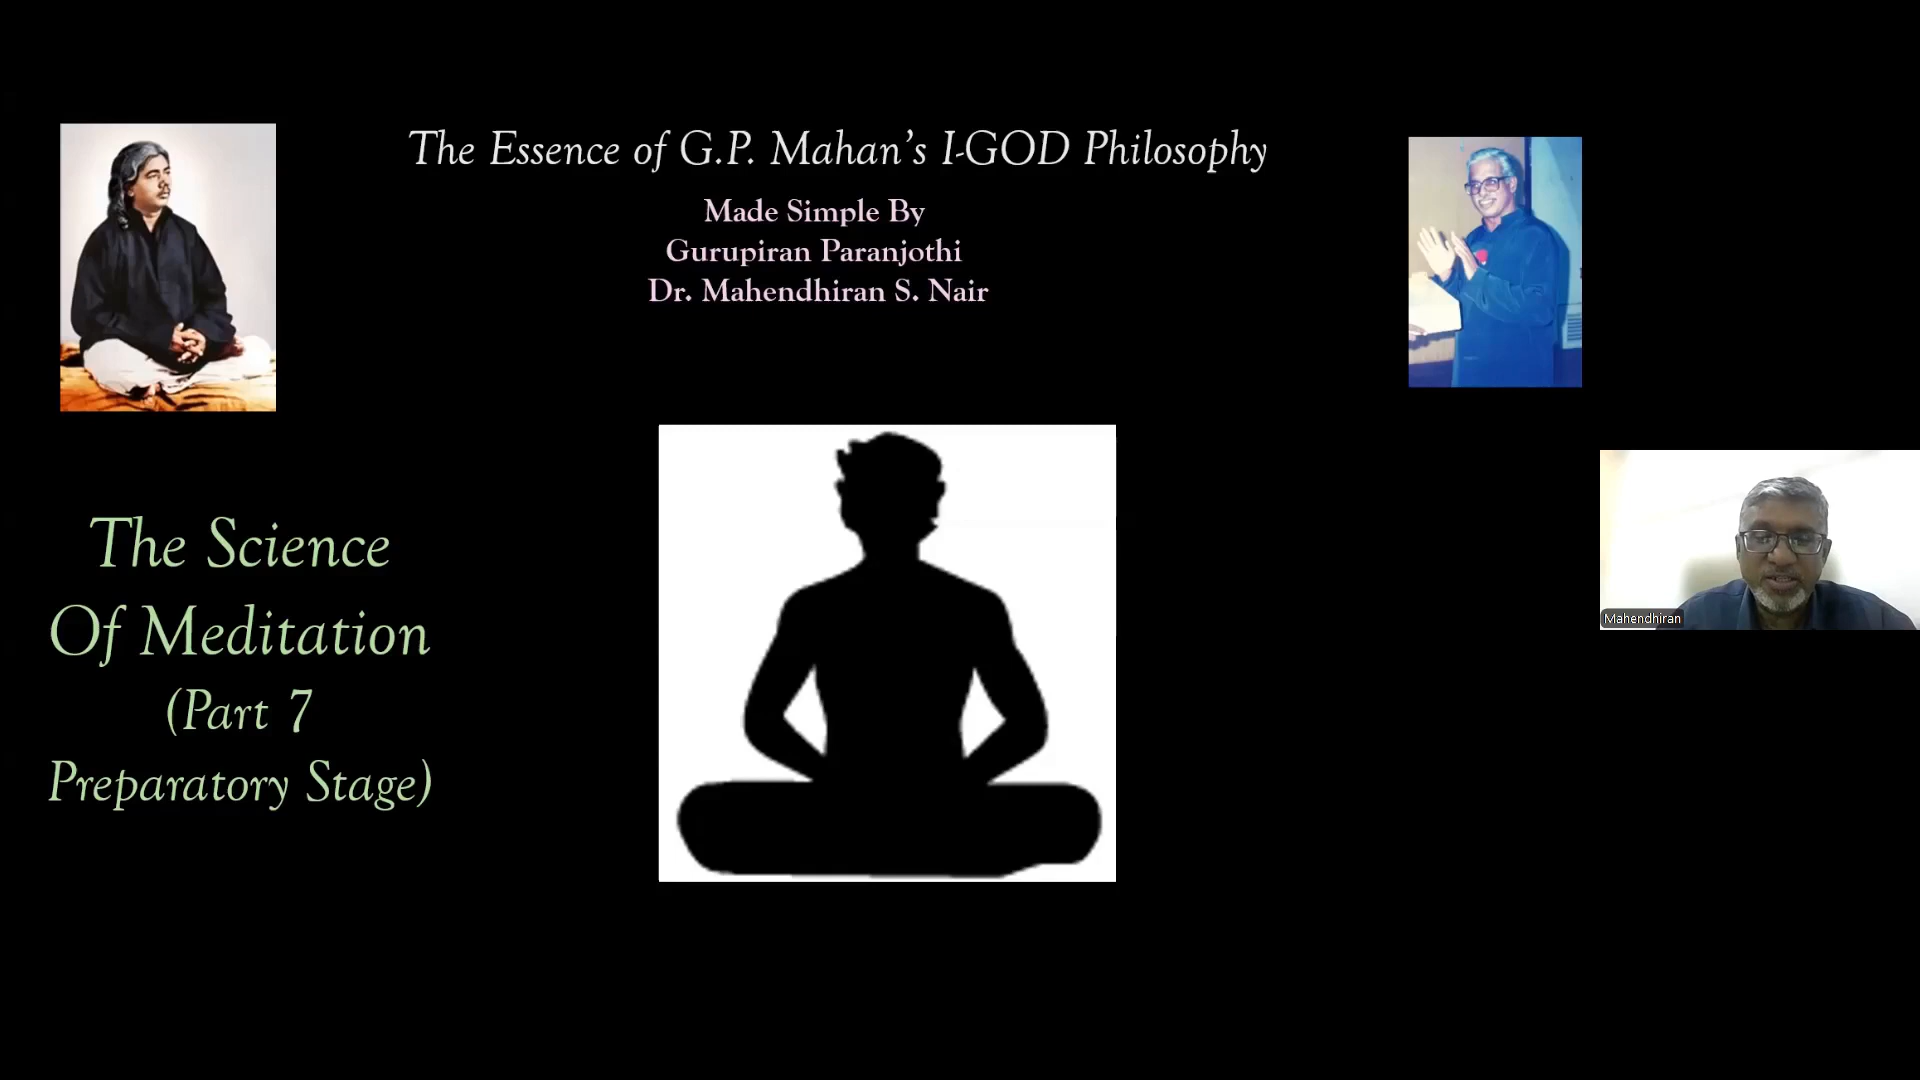 The Essence of G.P. Mahan’s I-GOD Philosophy
Made Simple By
Gurupiran Paranjothi
Dr. Mahendhiran S. Nair
The Science
Of Meditation
(Part 7
Preparatory Stage)
Mahendhiran